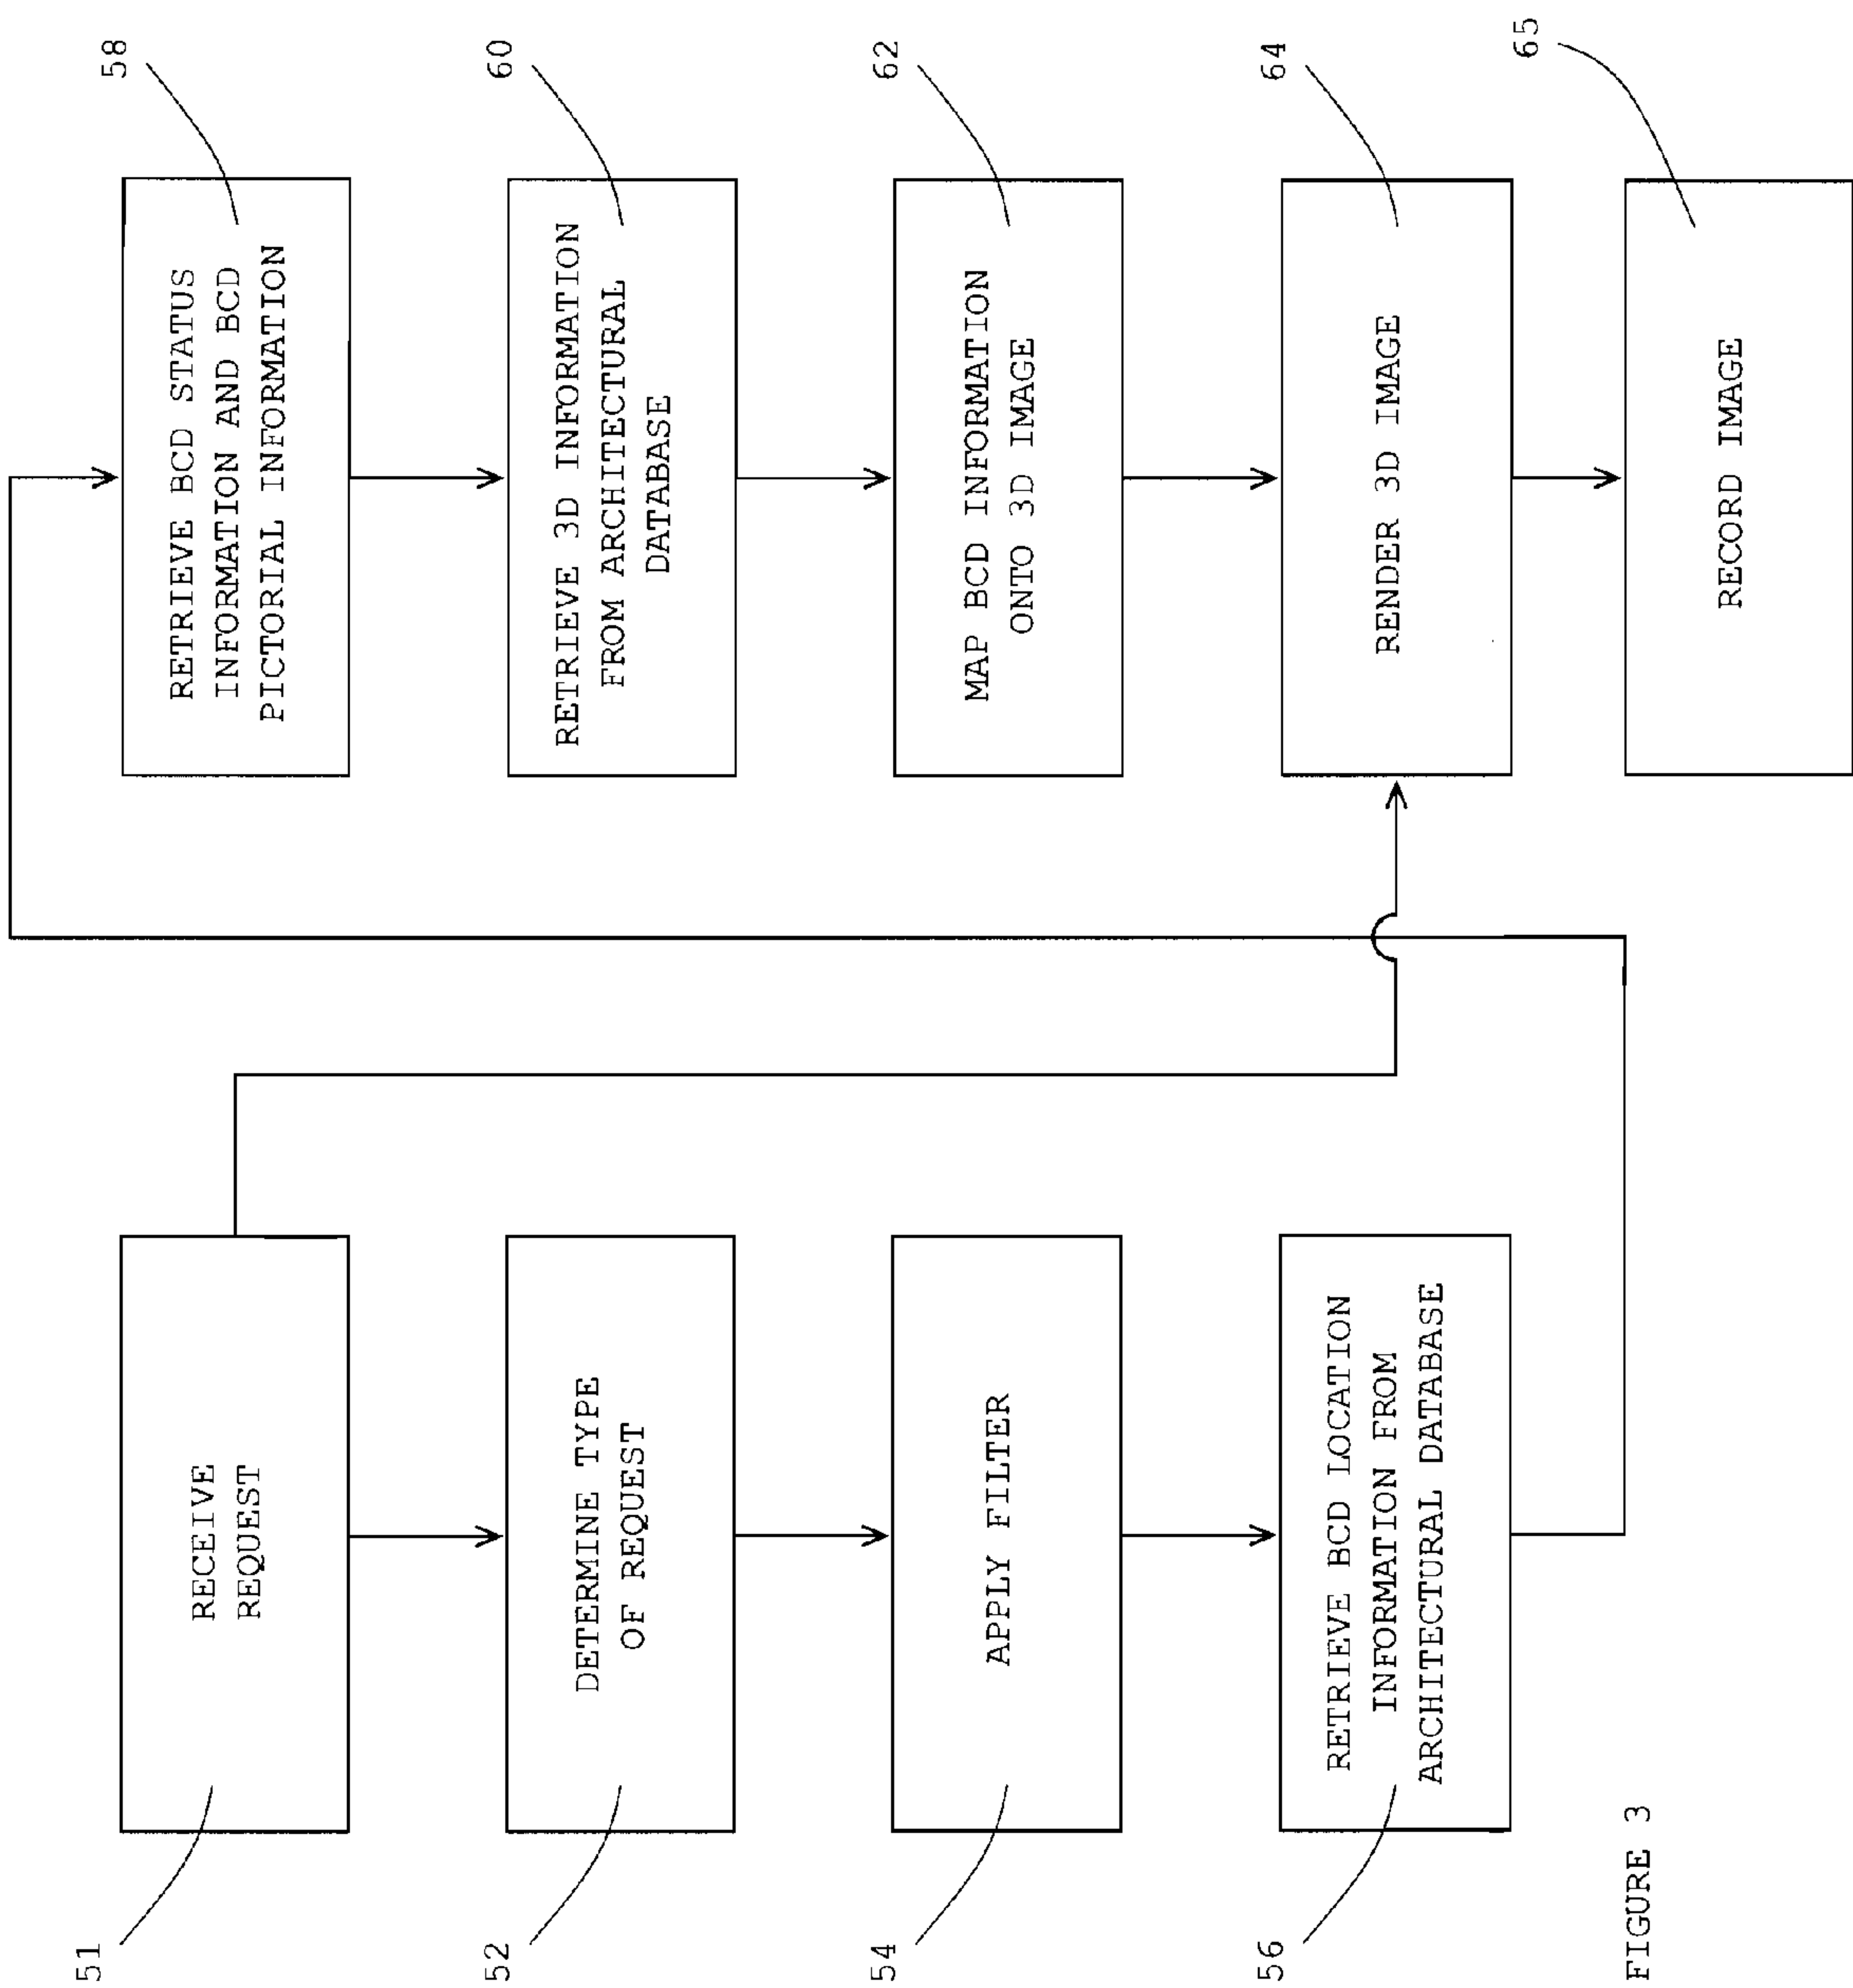 51
RECEIVE
REQUEST
52
DETERMINE TYPE
OF REQUEST
54
APPLY FILTER
56
RETRIEVE BCD LOCATION
INFORMATION FROM
ARCHITECTURAL DATABASE
58
RETRIEVE BCD STATUS
INFORMATION AND BCD
PICTORIAL INFORMATION
60
RETRIEVE 3D INFORMATION
FROM ARCHITECTURAL
DATABASE
62
MAP BCD INFORMATION
ONTO 3D IMAGE
64
RENDER 3D IMAGE
65
RECORD IMAGE
FIGURE 3